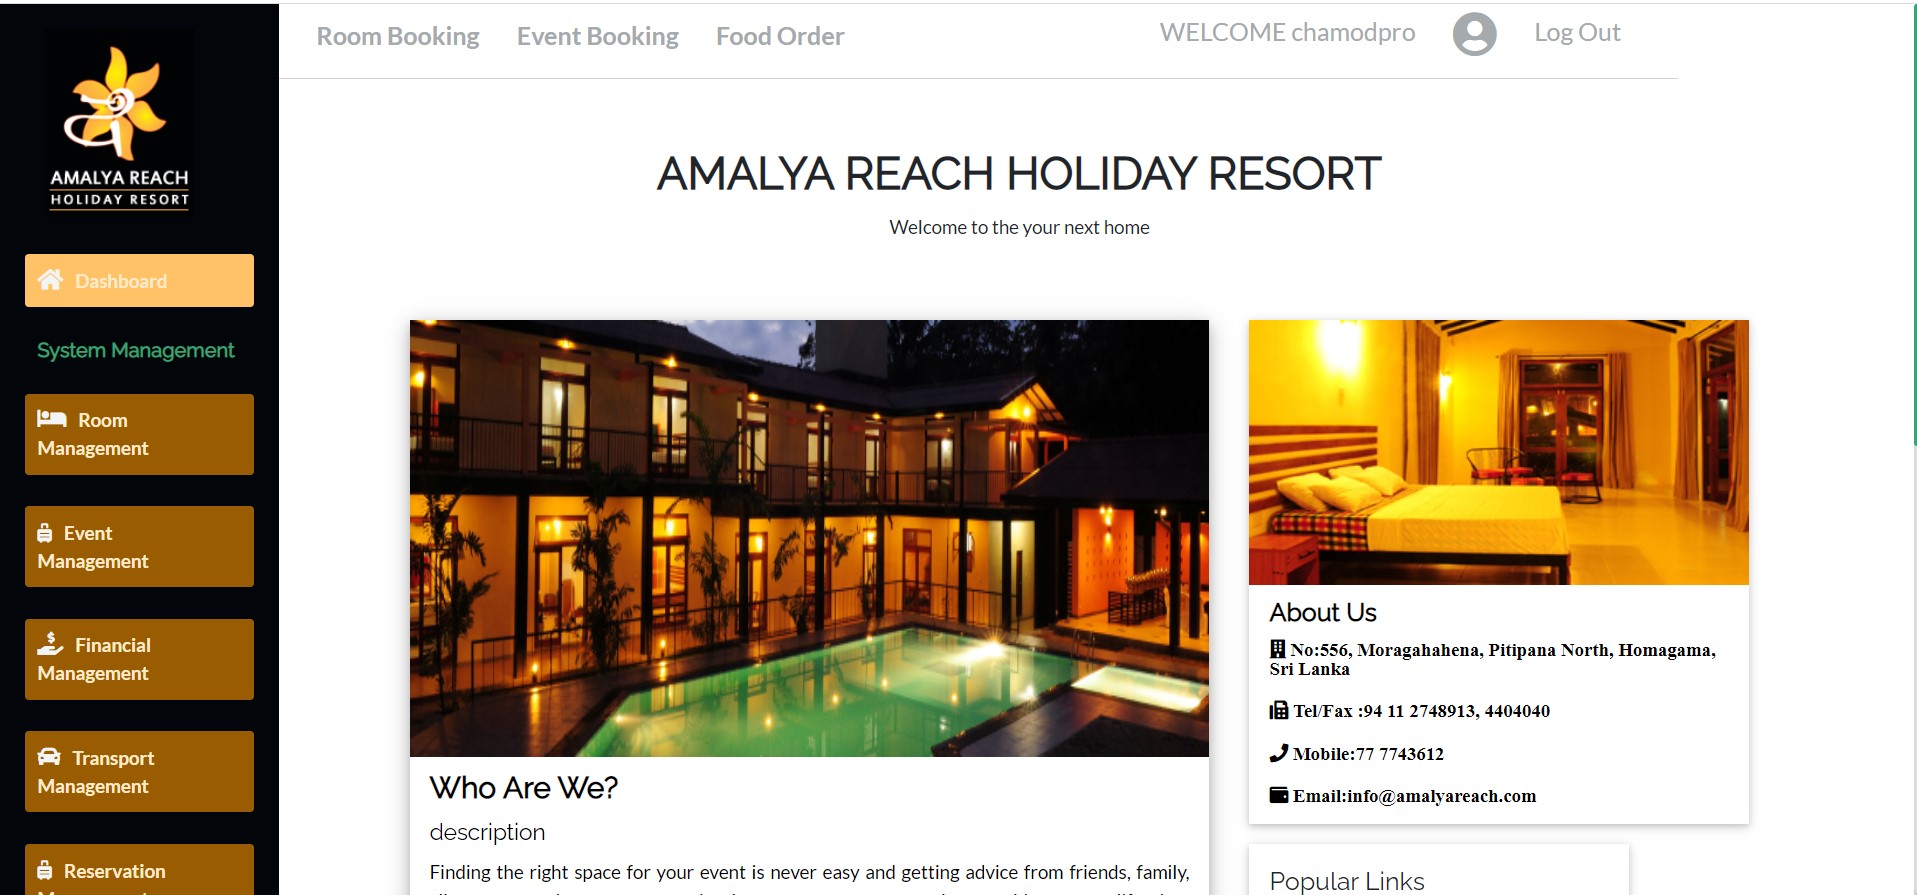 AMALYA REACH
HOLIDAY RESORT
Dashboard
System Management
Room
Management
Event
Management
Financial
Management
Transport
Management
Reservation
Room Booking Event Booking Food Order
WELCOME chamodpro Log Out
AMALYA REACH HOLIDAY RESORT
Welcome to the your next home
Who Are We?
description
Finding the right space for your event is never easy and getting advice from friends, family,
About Us
No:556, Moragahahena, Pitipana North, Homagama,
Sri Lanka
Tel/Fax :94 11 2748913, 4404040
Mobile:77 7743612
Email:info@amalyareach.com
Popular Links